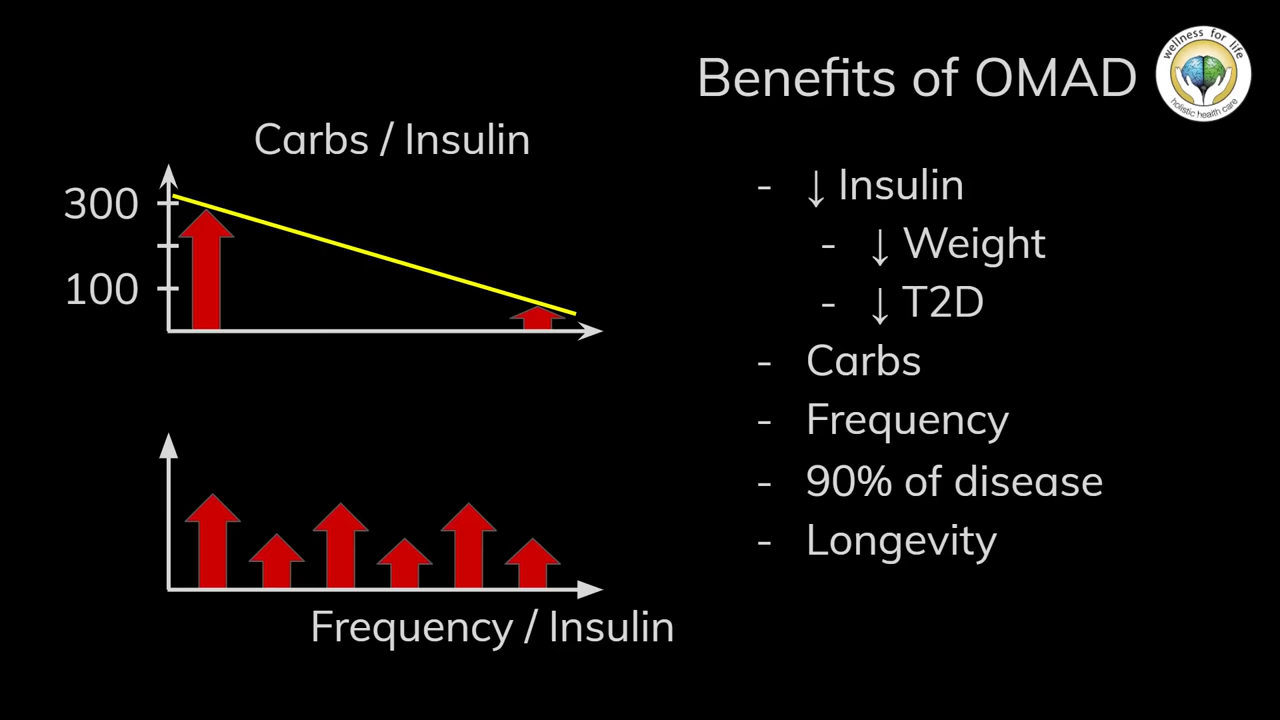 Benefits of OMAD
wellness for life
holistic health care
Carbs / Insulin
300
100
Frequency / Insulin
- ↓ Insulin
- ↓ Weight
- ↓ T2D
- Carbs
- Frequency
- 90% of disease
- Longevity